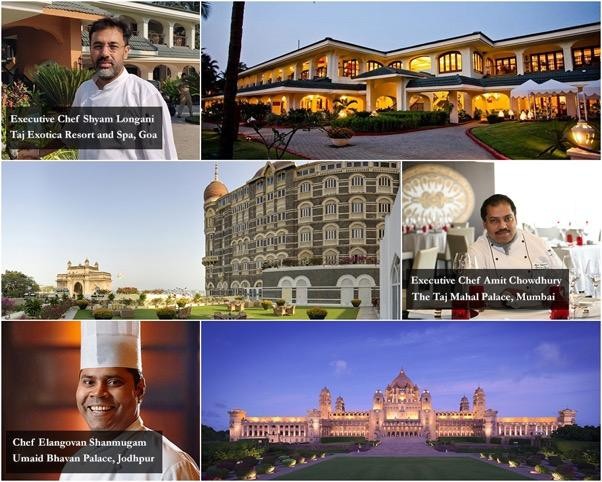 Executive Chef Shyam Longani
Taj Exotica Resort and Spa, Goa
Executive Chef Amit Chowdhury
The Taj Mahal Palace, Mumbai
Chef Elangovan Shanmugam
Umaid Bhavan Palace, Jodhpur